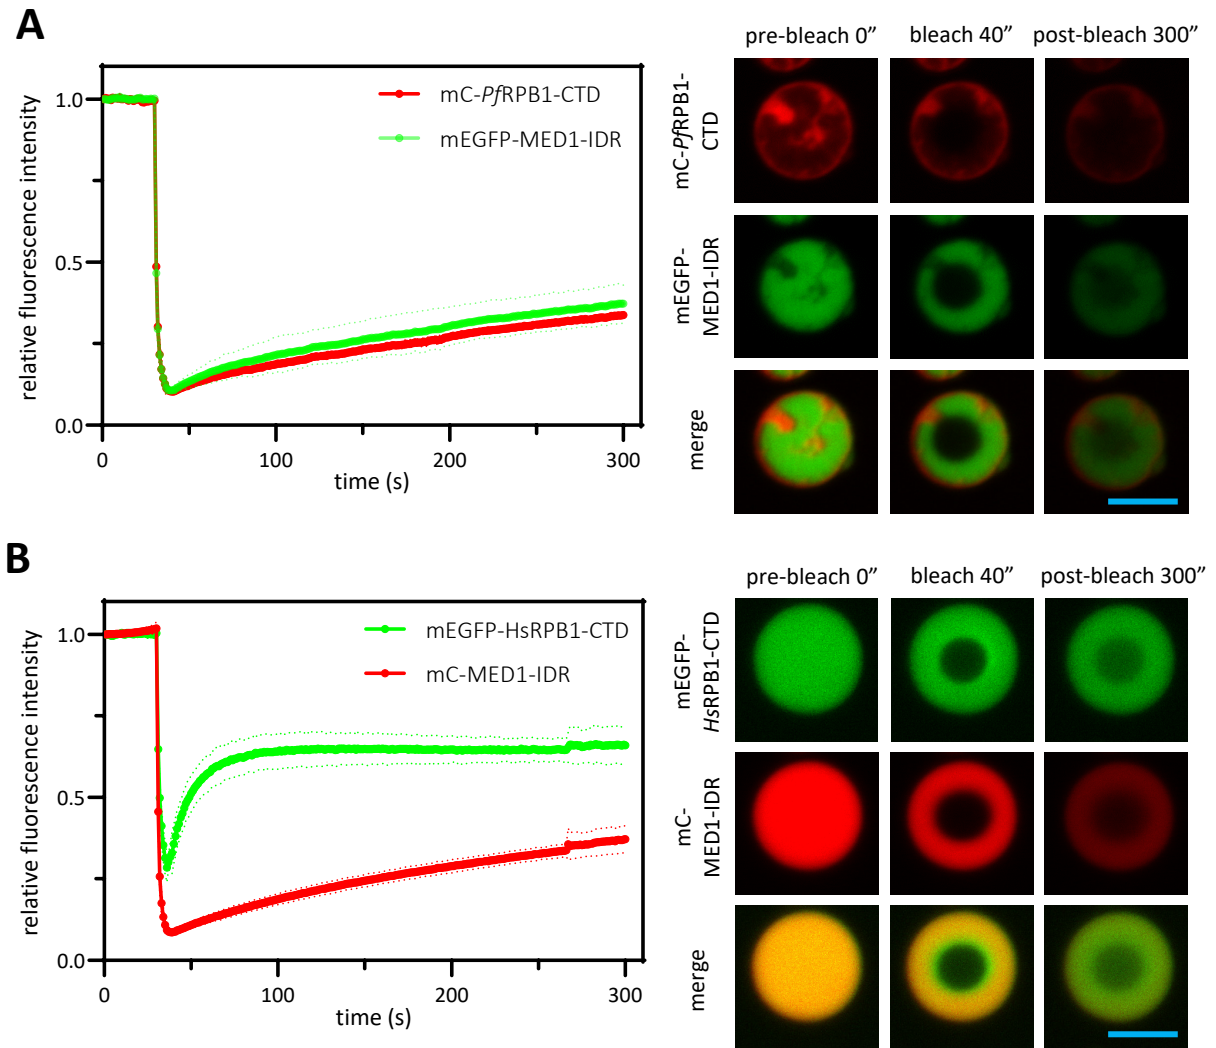 A
pre-bleach 0” bleach 40” post-bleach 300”
relative fluorescence intensity
1.0
0.5
0.0
0 100 200 300
time (s)
mC-PfRPB1-CTD
mEGFP-MED1-IDR
mC-PfRPB1-
CTD
mEGFP-
MED1-IDR
merge
B
pre-bleach 0” bleach 40” post-bleach 300”
relative fluorescence intensity
1.0
0.5
0.0
0 100 200 300
time (s)
mEGFP-HsRPB1-CTD
mC-MED1-IDR
mEGFP-
HsRPB1-CTD
mC-
MED1-IDR
merge